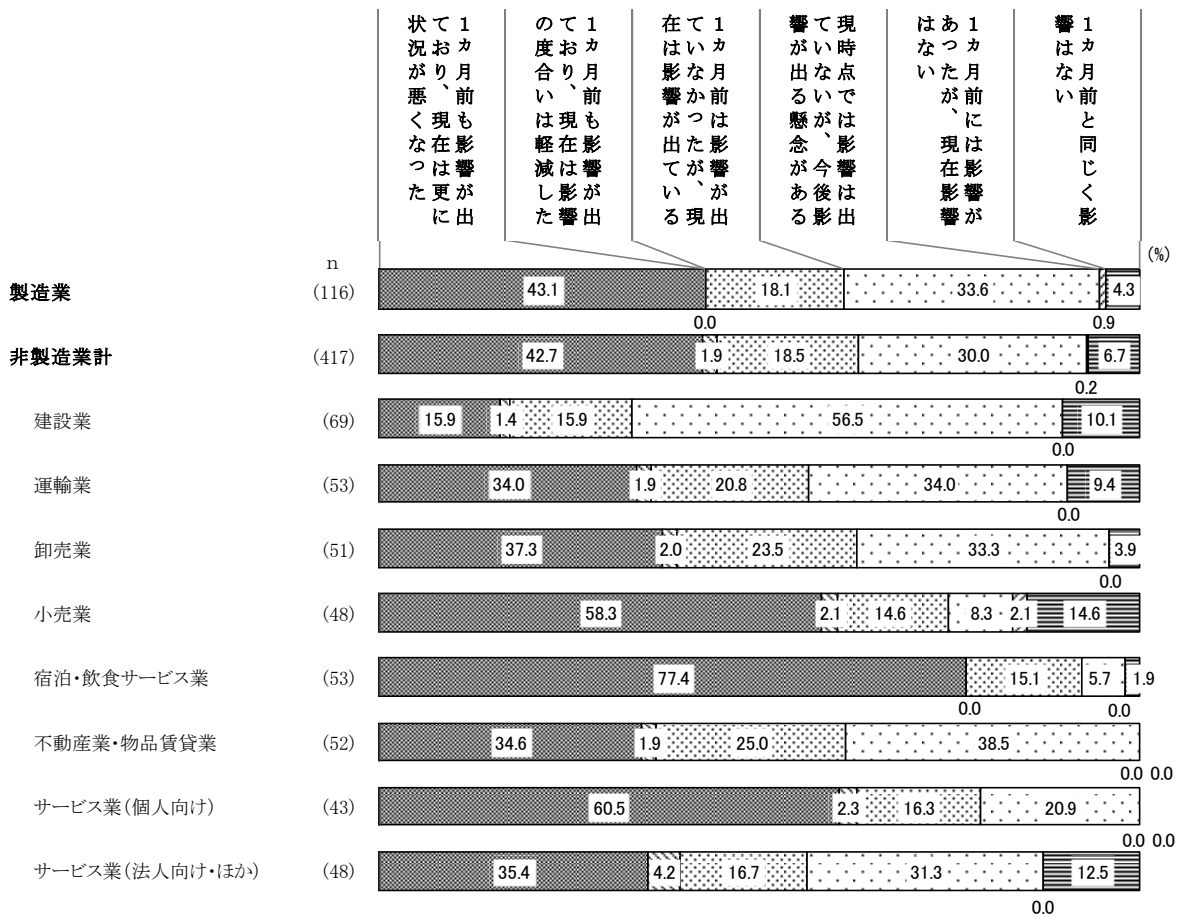 １カ月前も影響が出
ており、現在は更に
状況が悪くなった
１カ月前も影響が出
ており、現在は影響
の度合いは軽減した
１カ月前は影響が出
ていなかったが、現
在は影響が出ている
現時点では影響は出
ていないが、今後影
響が出る懸念がある
１カ月前には影響が
あったが、現在影響
はない
１カ月前と同じく影
響はない
(%)
n
製造業 (116) 43.1 18.1 33.6 4.3
0.0 0.9
非製造業計 (417) 42.7 1.9 18.5 30.0 6.7
0.2
建設業 (69) 15.9 1.4 15.9 56.5 10.1
0.0
運輸業 (53) 34.0 1.9 20.8 34.0 9.4
0.0
卸売業 (51) 37.3 2.0 23.5 33.3 3.9
0.0
小売業 (48) 58.3 2.1 14.6 8.3 2.1 14.6
宿泊・飲食サービス業 (53) 77.4 15.1 5.7 1.9
0.0 0.0
不動産業・物品賃貸業 (52) 34.6 1.9 25.0 38.5
0.0 0.0
サービス業（個人向け） (43) 60.5 2.3 16.3 20.9
0.0 0.0
サービス業（法人向け・ほか） (48) 35.4 4.2 16.7 31.3 12.5
0.0